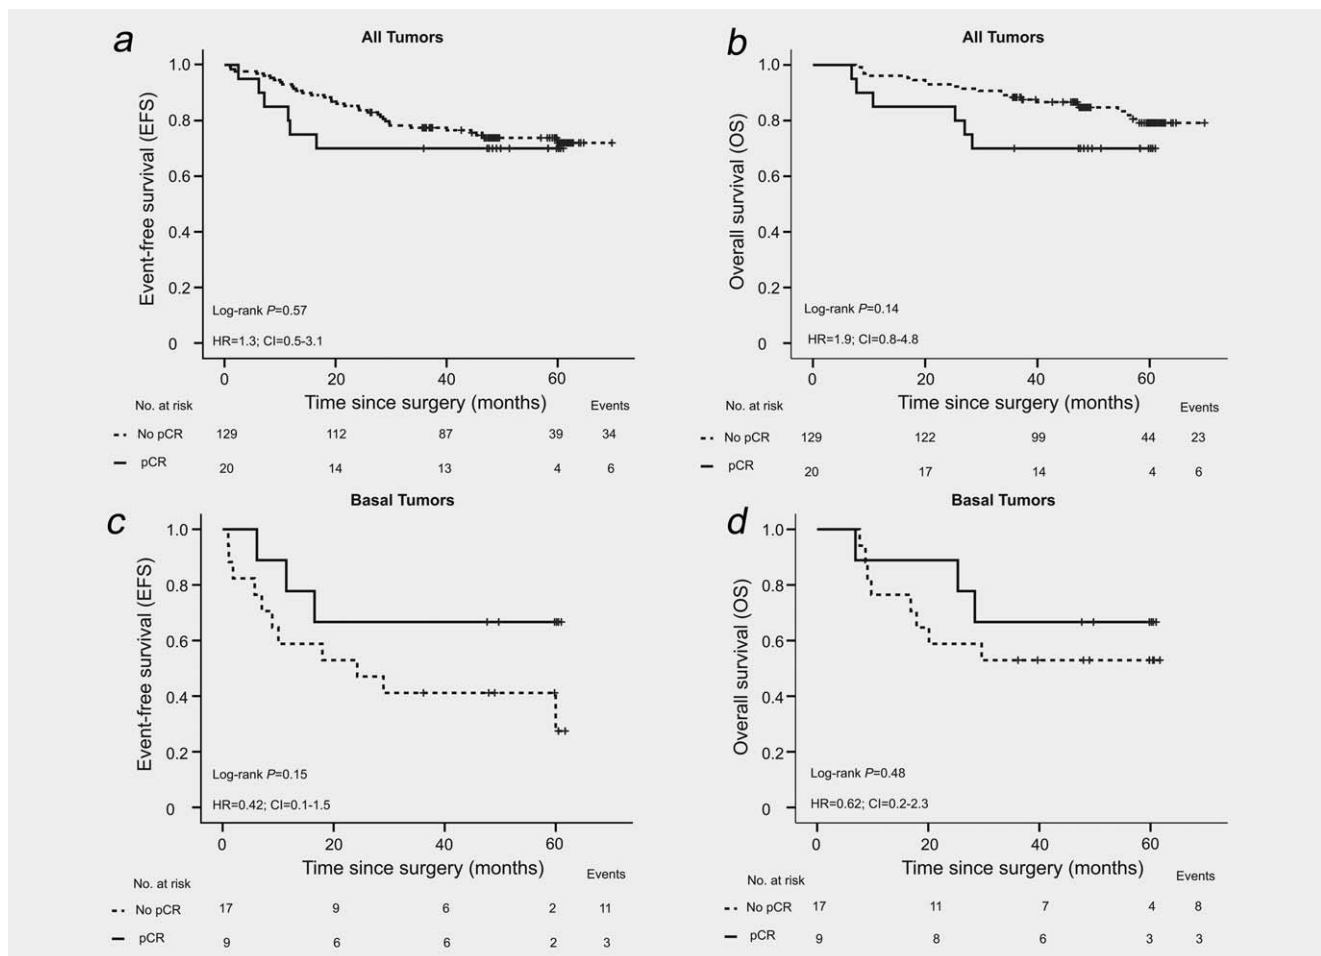 a
All Tumors
Event-free survival (EFS)
1.0
0.8
0.6
0.4
0.2
0
Log-rank P=0.57
HR=1.3; CI=0.5-3.1
0 20 40 60
Time since surgery (months)
No. at risk Events
No pCR 129 112 87 39 34
pCR 20 14 13 4 6
b
All Tumors
Overall survival (OS)
1.0
0.8
0.6
0.4
0.2
0
Log-rank P=0.14
HR=1.9; CI=0.8-4.8
0 20 40 60
Time since surgery (months)
No. at risk Events
No pCR 129 122 99 44 23
pCR 20 17 14 4 6
c
Basal Tumors
Event-free survival (EFS)
1.0
0.8
0.6
0.4
0.2
0
Log-rank P=0.15
HR=0.42; CI=0.1-1.5
0 20 40 60
Time since surgery (months)
No. at risk Events
No pCR 17 9 6 2 11
pCR 9 6 6 2 3
d
Basal Tumors
Overall survival (OS)
1.0
0.8
0.6
0.4
0.2
0
Log-rank P=0.48
HR=0.62; CI=0.2-2.3
0 20 40 60
Time since surgery (months)
No. at risk Events
No pCR 17 11 7 4 8
pCR 9 8 6 3 3